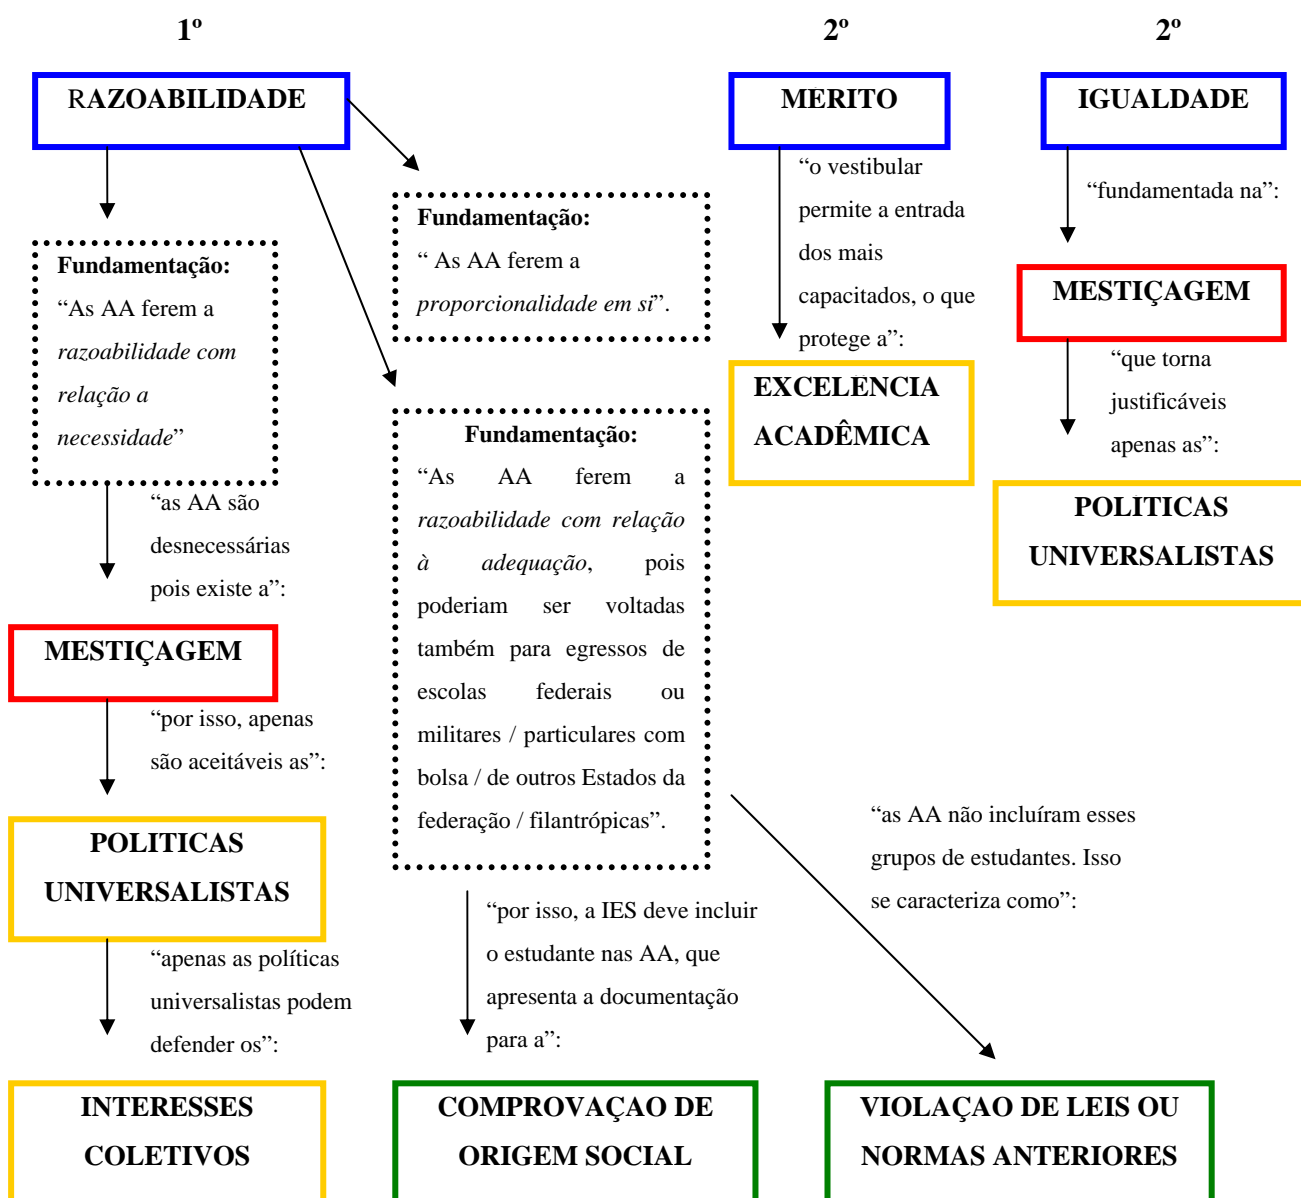 1º
2º
2º
RAZOABILIDADE
MÉRITO
IGUALDADE
Fundamentação:
“As AA ferem a
razoabilidade com
relação a
necessidade”
“as AA são
desnecessárias
pois existe a”:
MESTIÇAGEM
“por isso, apenas
são aceitáveis as”:
POLITICAS
UNIVERSALISTAS
“apenas as políticas
universalistas podem
defender os”:
INTERESSES
COLETIVOS
Fundamentação:
“ As AA ferem a
proporcionalidade em si”.
Fundamentação:
“As AA ferem a
razoabilidade com relação
à adequação, pois
poderiam ser voltadas
também para egressos de
escolas federais ou
militares / particulares com
bolsa / de outros Estados da
federação / filantrópicas”.
“por isso, a IES deve incluir
o estudante nas AA, que
apresenta a documentação
para a”:
COMPROVAÇAO DE
ORIGEM SOCIAL
“as AA não incluíram esses
grupos de estudantes. Isso
se caracteriza como”:
VIOLAÇAO DE LEIS OU
NORMAS ANTERIORES
“o vestibular
permite a entrada
dos mais
capacitados, o que
protege a”:
EXCELÊNCIA
ACADÊMICA
“fundamentada na”:
MESTIÇAGEM
“que torna
justificáveis
apenas as”:
POLITICAS
UNIVERSALISTAS